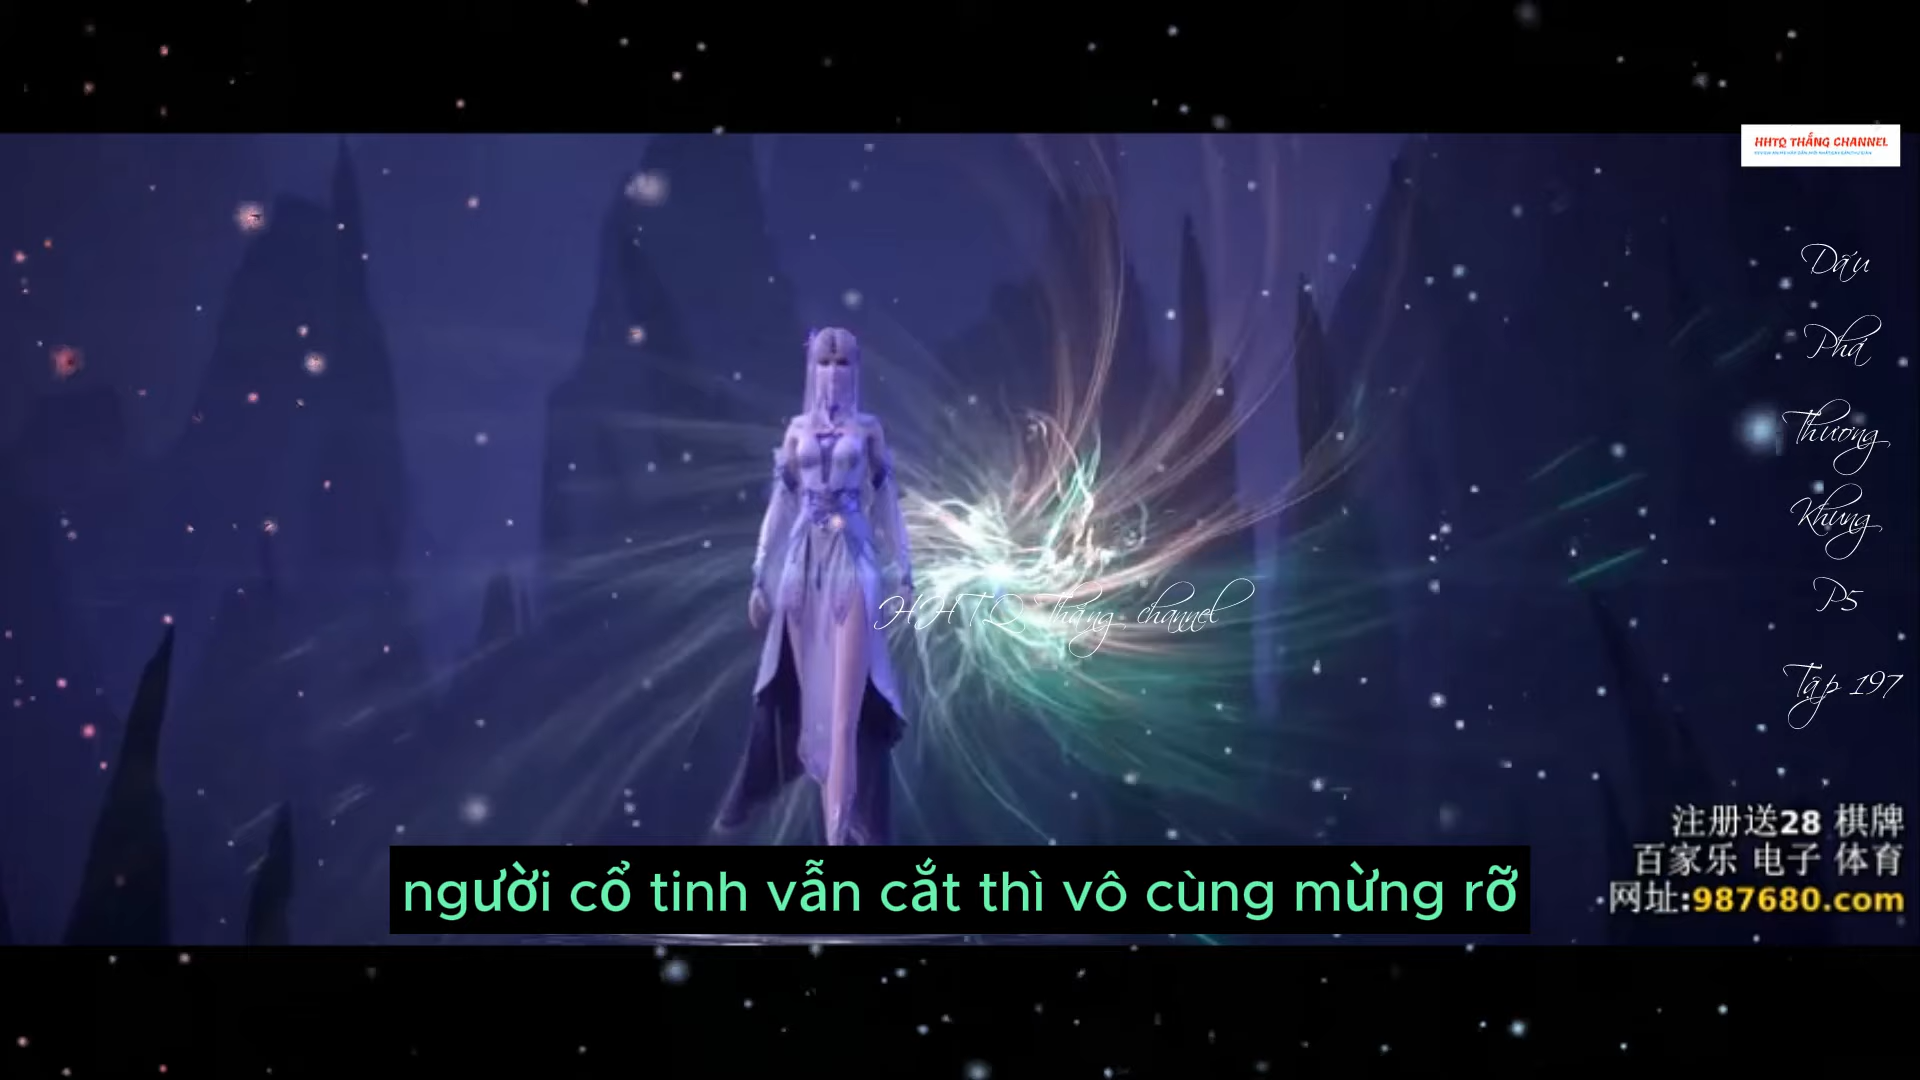 HHTQ THẮNG CHANNEL
Dấu
Phá
Thương
Khung
P5
Tập 197
HHTQ Thắng channel
注册送28 棋牌
百家乐 电子 体育
网址:987680.com
người cổ tinh vẫn cắt thì vô cùng mừng rỡ